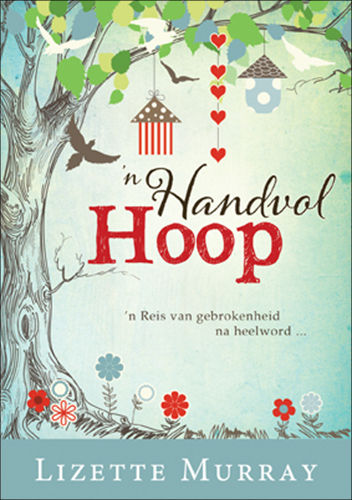 'n Handvol
Hoop
'n Reis van gebrokenheid
na heelword ...
Lizette Murray